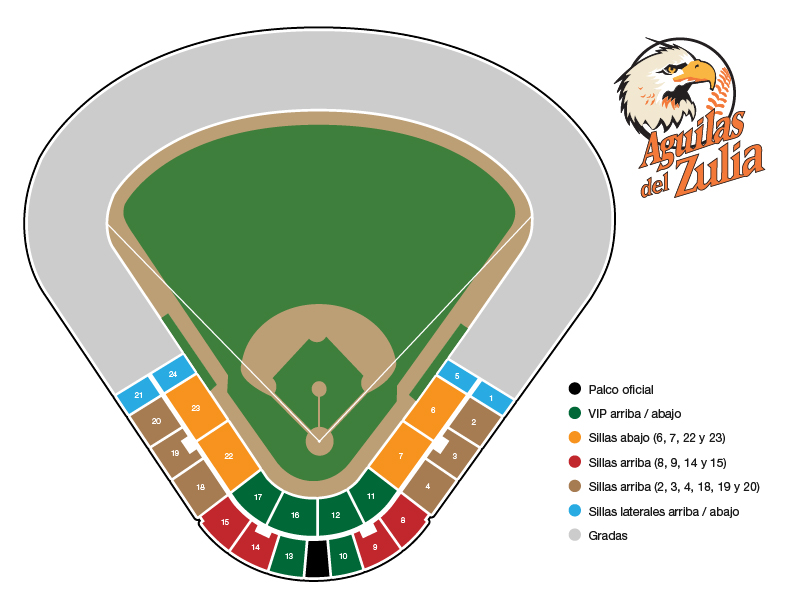 Aguilas
del Zulia
24
5
21
1
23
6
20
2
22
7
19
3
18
4
17
11
16
12
15
8
14
9
13
10
Palco oficial
VIP arriba / abajo
Sillas abajo (6, 7, 22 y 23)
Sillas arriba (8, 9, 14 y 15)
Sillas arriba (2, 3, 4, 18, 19 y 20)
Sillas laterales arriba / abajo
Gradas